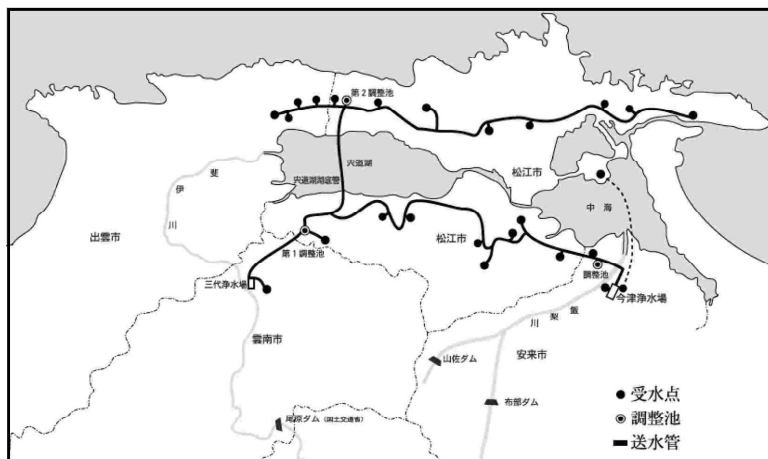 第2調整池
宍道湖
宍道湖湖底管
松江市
斐伊川
中海
出雲市
松江市
第1調整池
調整池
三代浄水場
今津浄水場
飯梨川
雲南市
安来市
山佐ダム
布部ダム
尾原ダム(国土交通省)
受水点
調整池
送水管